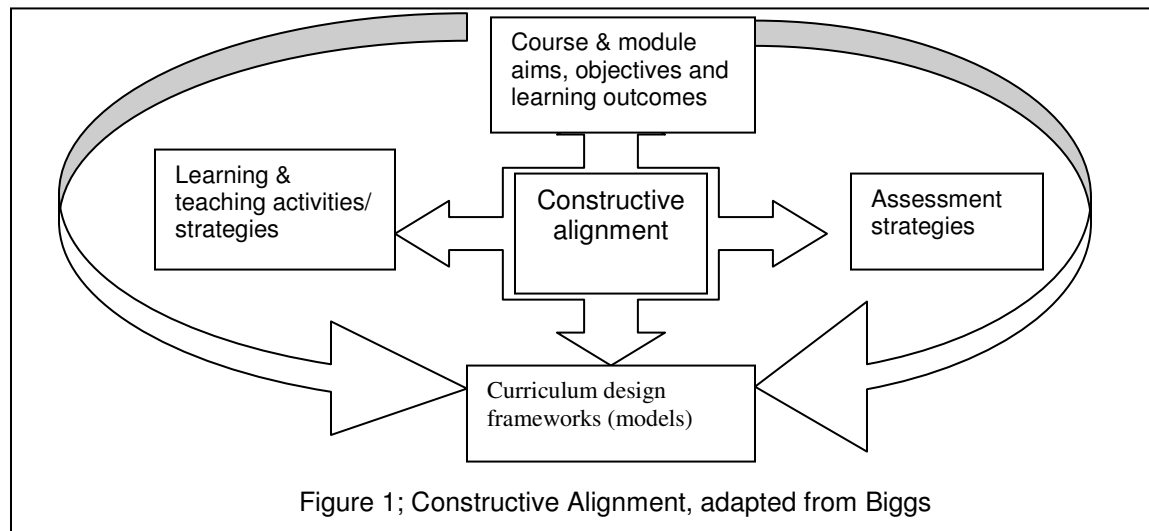 Course & module
aims, objectives and
learning outcomes
Learning &
teaching activities/
strategies
Constructive
alignment
Assessment
strategies
Curriculum design
frameworks (models)
Figure 1; Constructive Alignment, adapted from Biggs